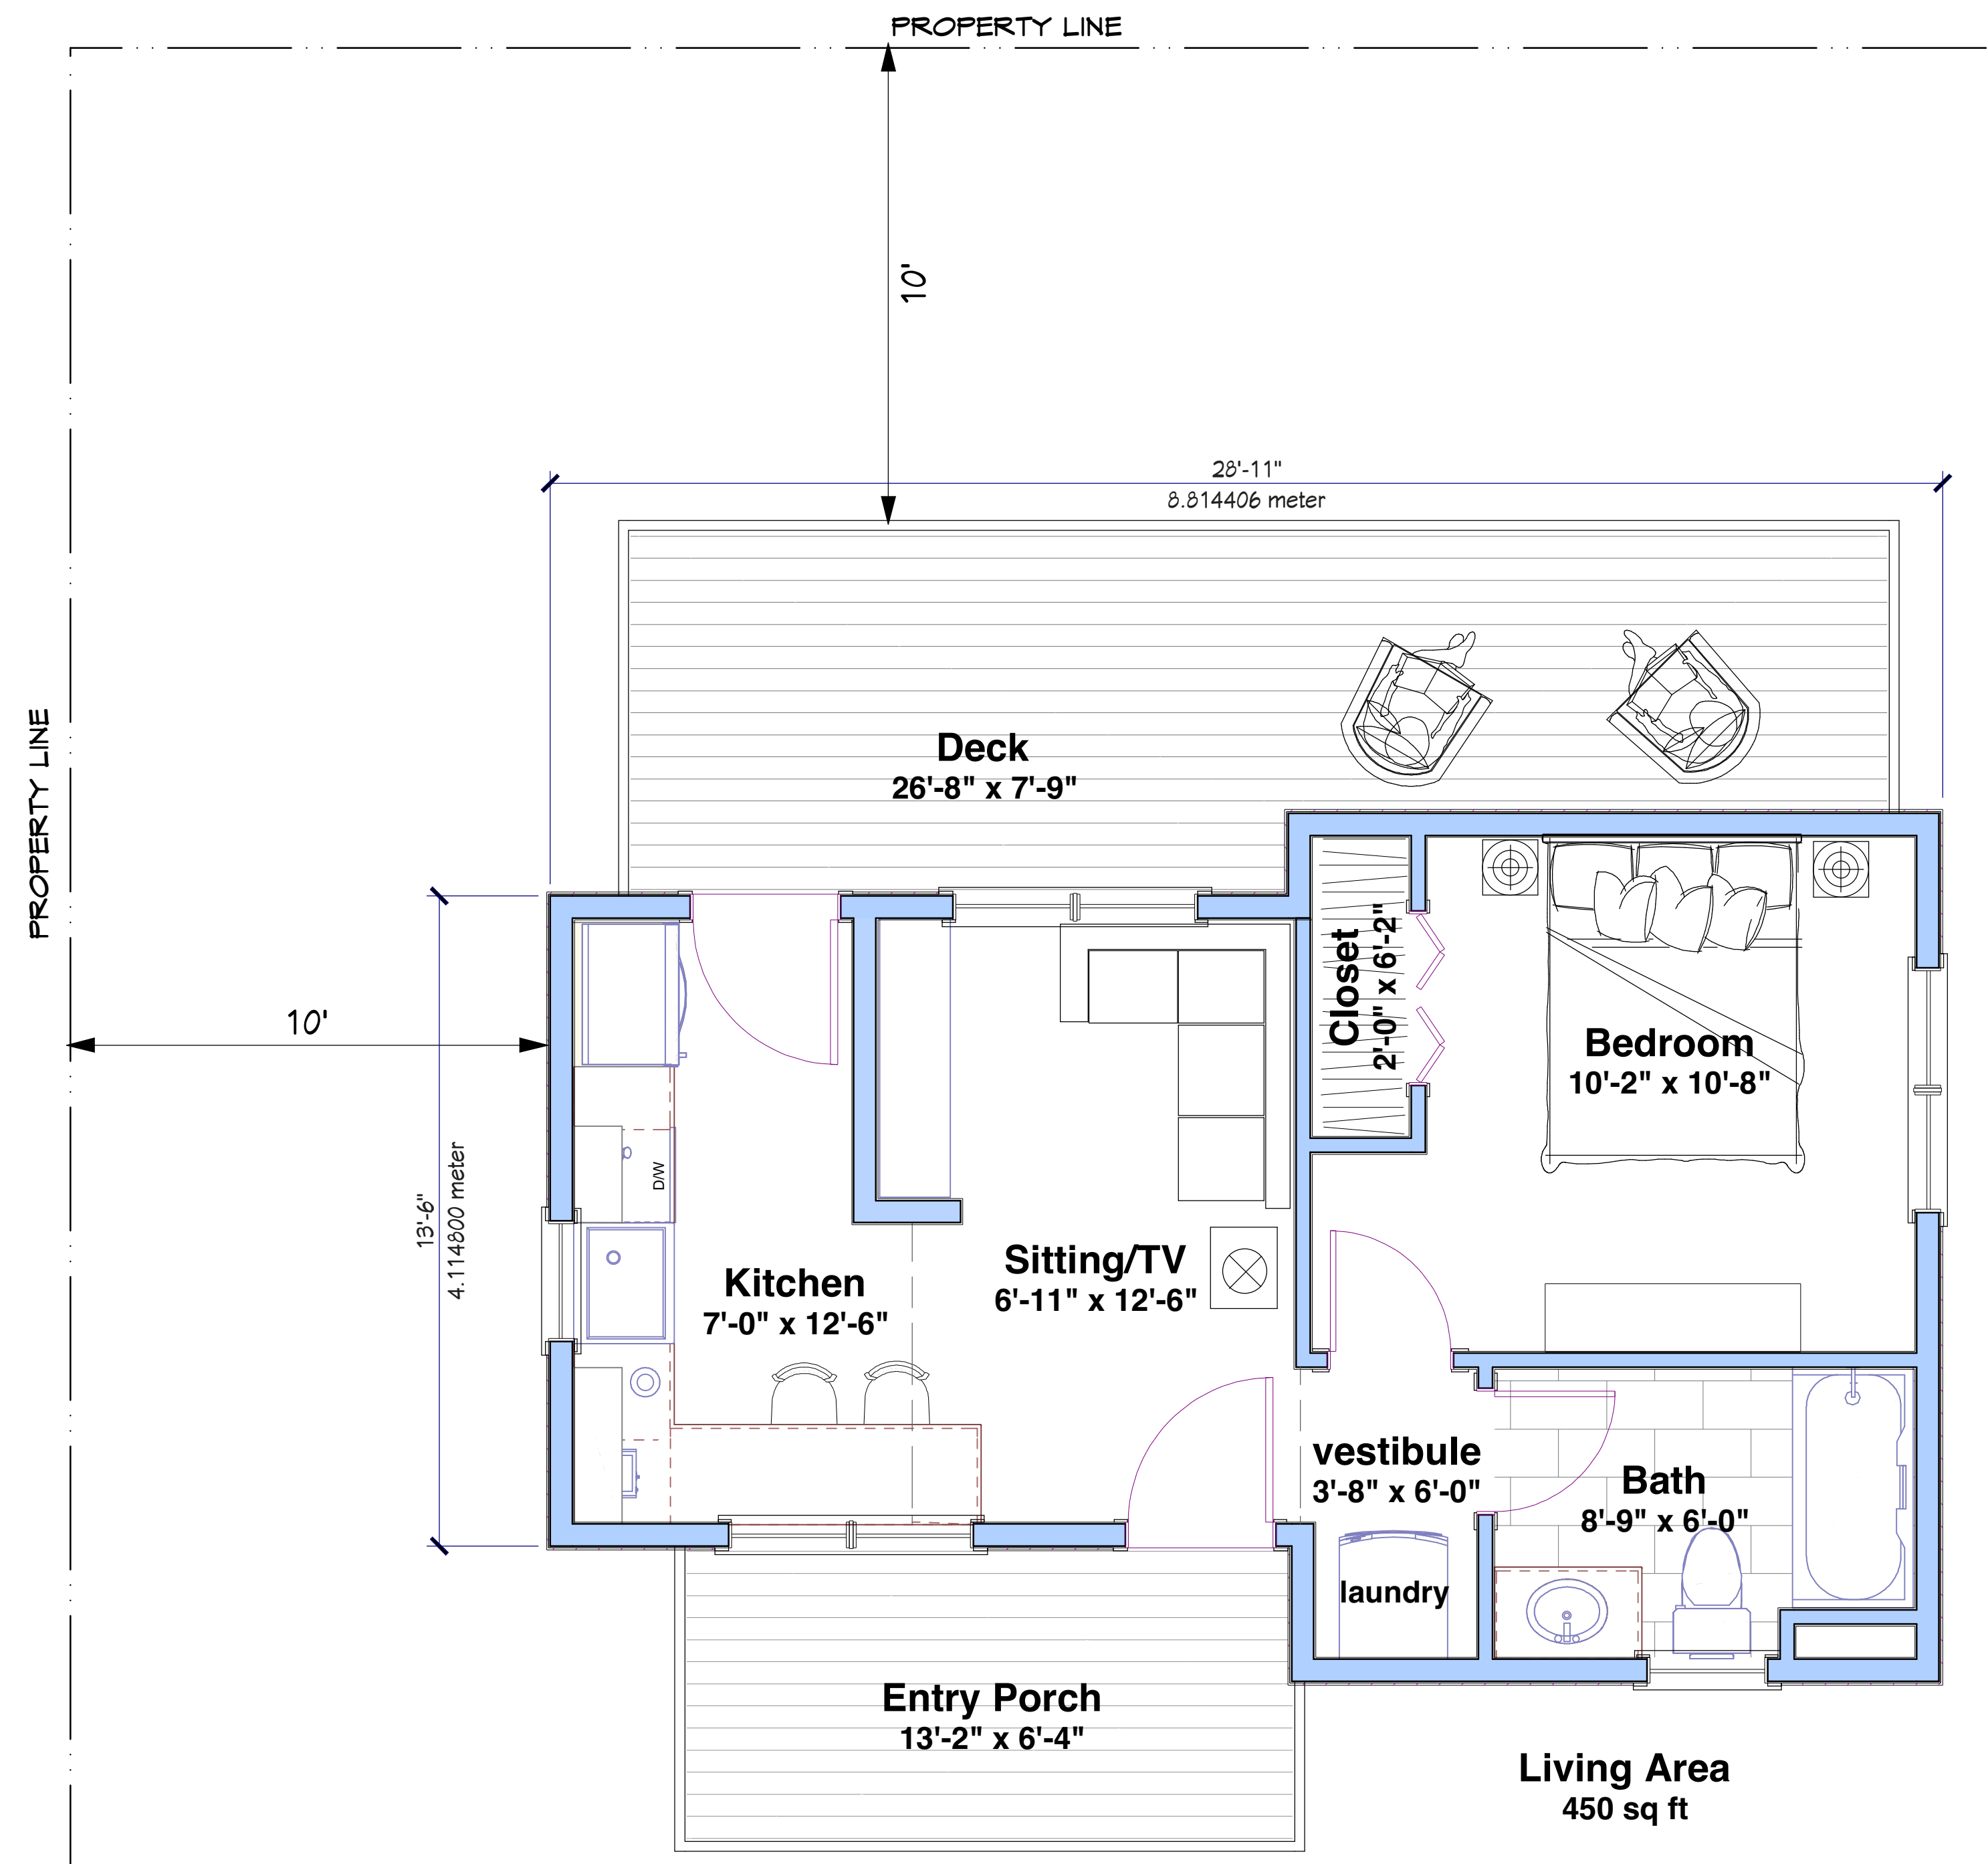 PROPERTY LINE
10'
28'-11"
8.814406 meter
PROPERTY LINE
Deck
26'-8" x 7'-9"
10'
Closet
2'-0" x 6'-2"
Bedroom
10'-2" x 10'-8"
13'-6"
4.114800 meter
D/W
Kitchen
7'-0" x 12'-6"
Sitting/TV
6'-11" x 12'-6"
vestibule
3'-8" x 6'-0"
Bath
8'-9" x 6'-0"
laundry
Entry Porch
13'-2" x 6'-4"
Living Area
450 sq ft